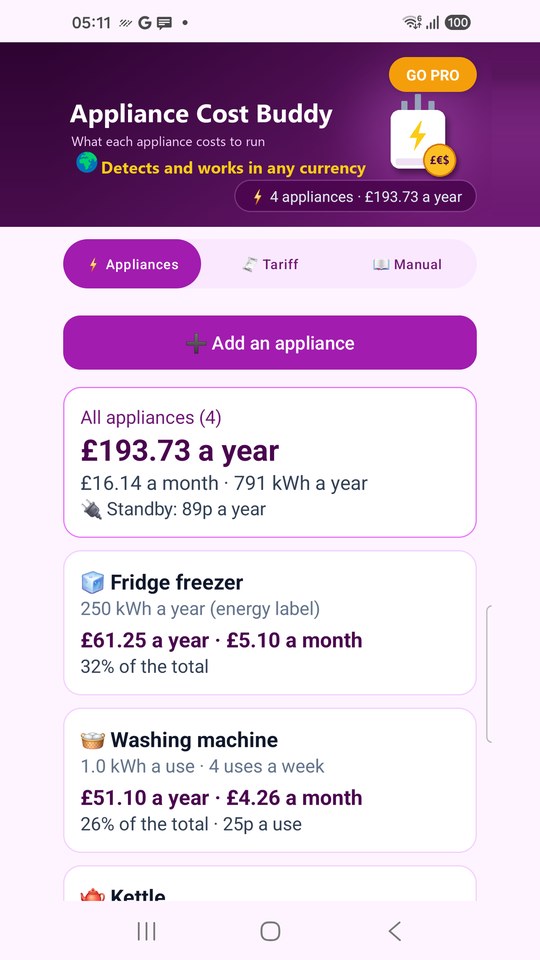 05:11
100
GO PRO
Appliance Cost Buddy
What each appliance costs to run
Detects and works in any currency
£€$
4 appliances · £193.73 a year
Appliances
Tariff
Manual
Add an appliance
All appliances (4)
£193.73 a year
£16.14 a month · 791 kWh a year
Standby: 89p a year
Fridge freezer
250 kWh a year (energy label)
£61.25 a year · £5.10 a month
32% of the total
Washing machine
1.0 kWh a use · 4 uses a week
£51.10 a year · £4.26 a month
26% of the total · 25p a use
Kettle